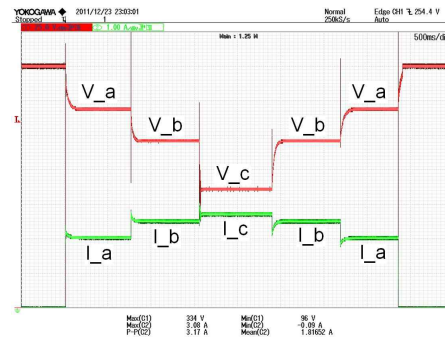 YOKOGAWA ◆ 2011/12/23 23:03:01 Normal Edge CH1 254.4 V
Stopped 1 250kS/s Auto
Main : 1.25 M 500ms/di
V_a V_a
V_b V_b
V_c
I_a I_b I_c I_b I_a
Max(C1) 334 V Min(C1) 96 V
Max(C2) 3.08 A Min(C2) -0.09 A
P-P(C2) 3.17 A Mean(C2) 1.81652 A